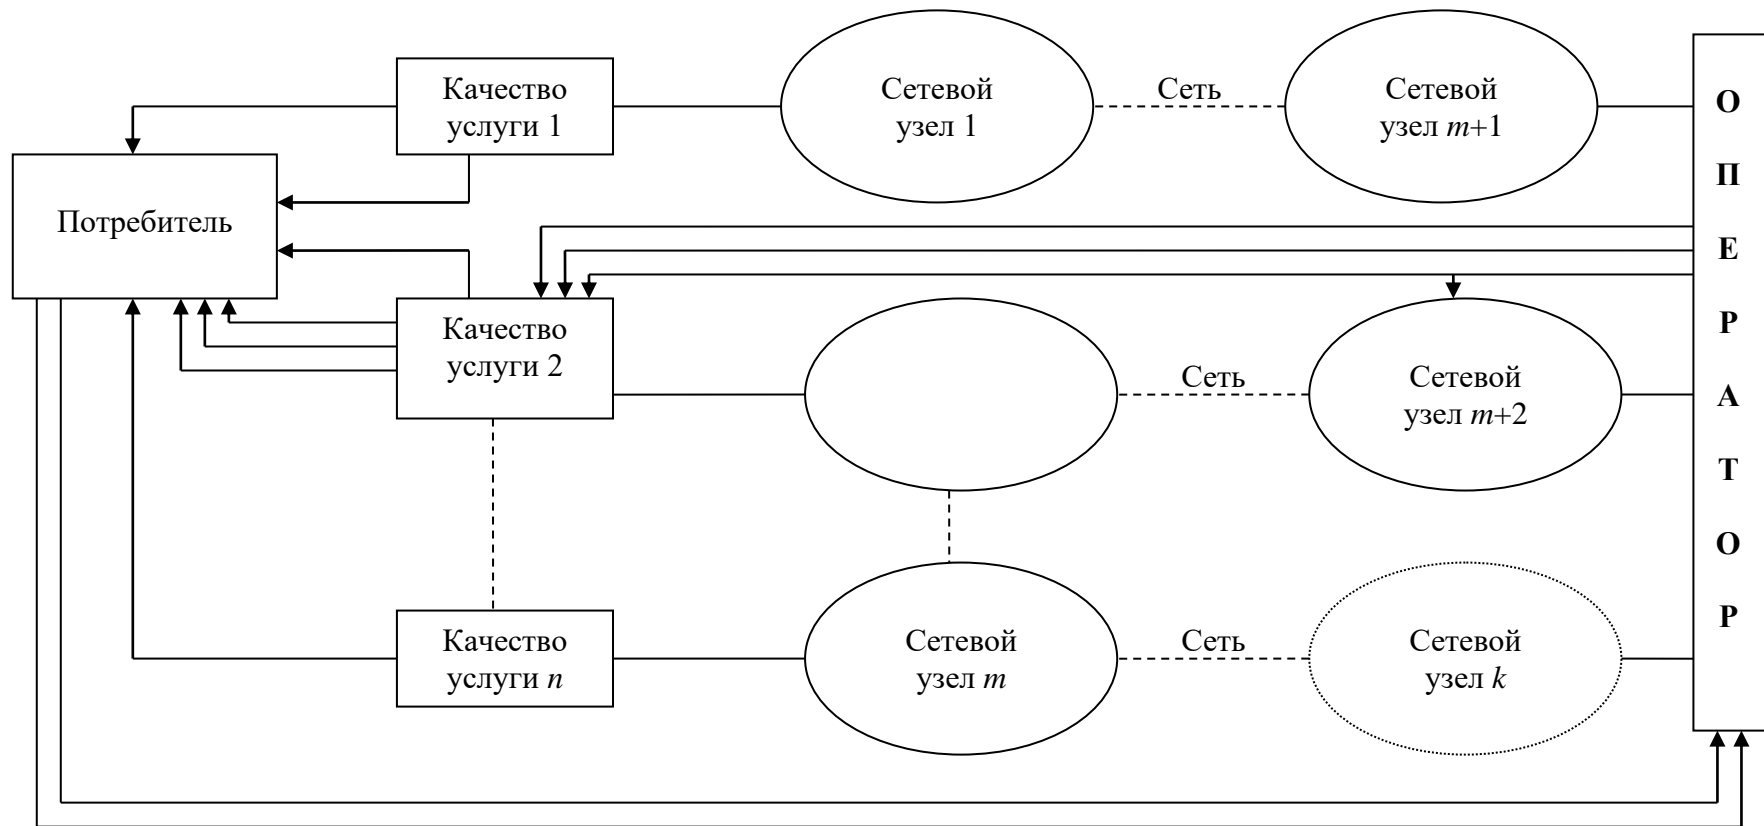 Качество
услуги 1
Сетевой
узел 1
Сеть
Сетевой
узел m+1
Потребитель
Качество
услуги 2
Сеть
Сетевой
узел m+2
Качество
услуги n
Сетевой
узел m
Сеть
Сетевой
узел k
О
П
Е
Р
А
Т
О
Р